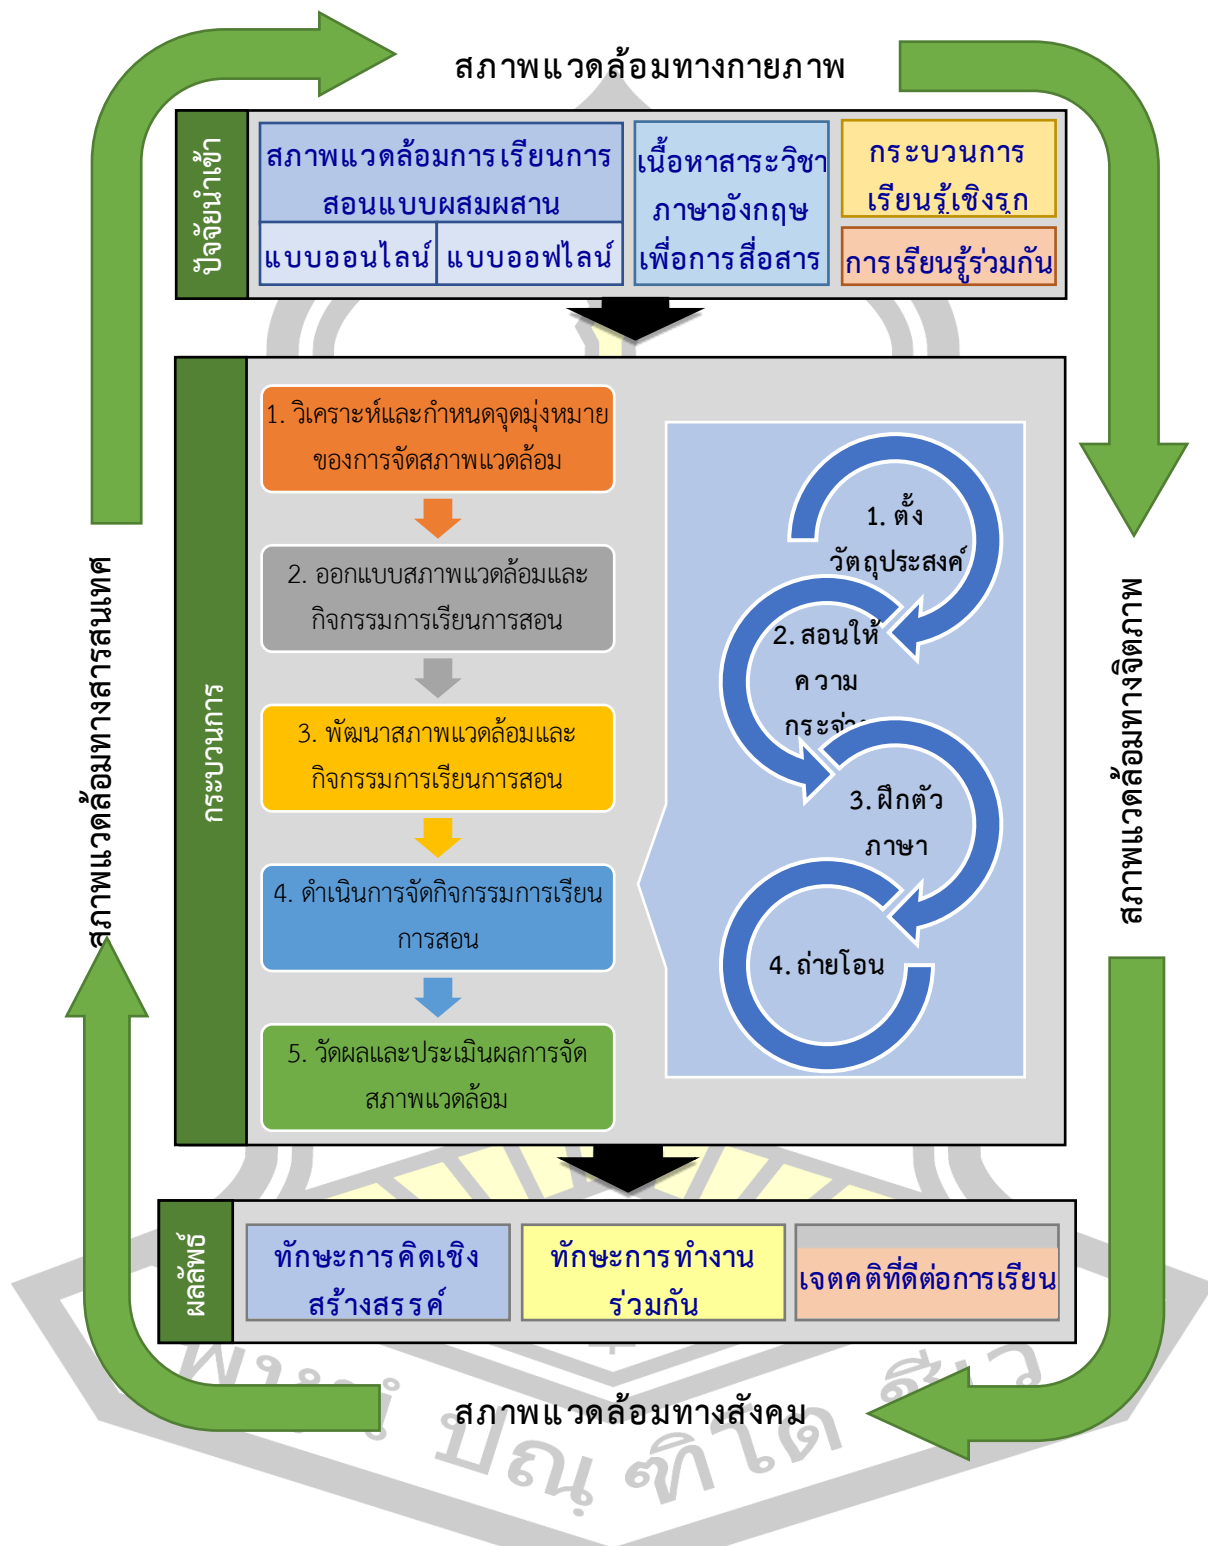 สภาพแวดล้อมทางกายภาพ
ปัจจัยนำเข้า
สภาพแวดล้อมการเรียนการ
สอนแบบผสมผสาน
แบบออนไลน์
แบบออฟไลน์
เนื้อหาสาระวิชา
ภาษาอังกฤษ
เพื่อการสื่อสาร
กระบวนการ
เรียนรู้เชิงรุก
การเรียนรู้ร่วมกัน
กระบวนการ
1. วิเคราะห์และกำหนดจุดมุ่งหมาย
ของการจัดสภาพแวดล้อม
2. ออกแบบสภาพแวดล้อมและ
กิจกรรมการเรียนการสอน
3. พัฒนาสภาพแวดล้อมและ
กิจกรรมการเรียนการสอน
4. ดำเนินการจัดกิจกรรมการเรียน
การสอน
5. วัดผลและประเมินผลการจัด
สภาพแวดล้อม
1. ตั้ง
วัตถุประสงค์
2. สอนให้
ความ
3. ฝึกตัว
ภาษา
4. ถ่ายโอน
สภาพแวดล้อมทางสารสนเทศ
สภาพแวดล้อมทางจิตภาพ
ผลลัพธ์
ทักษะการคิดเชิง
สร้างสรรค์
ทักษะการทำงาน
ร่วมกัน
เจตคติที่ดีต่อการเรียน
สภาพแวดล้อมทางสังคม
พหูนํ ปณฺฑิโต ชีเว